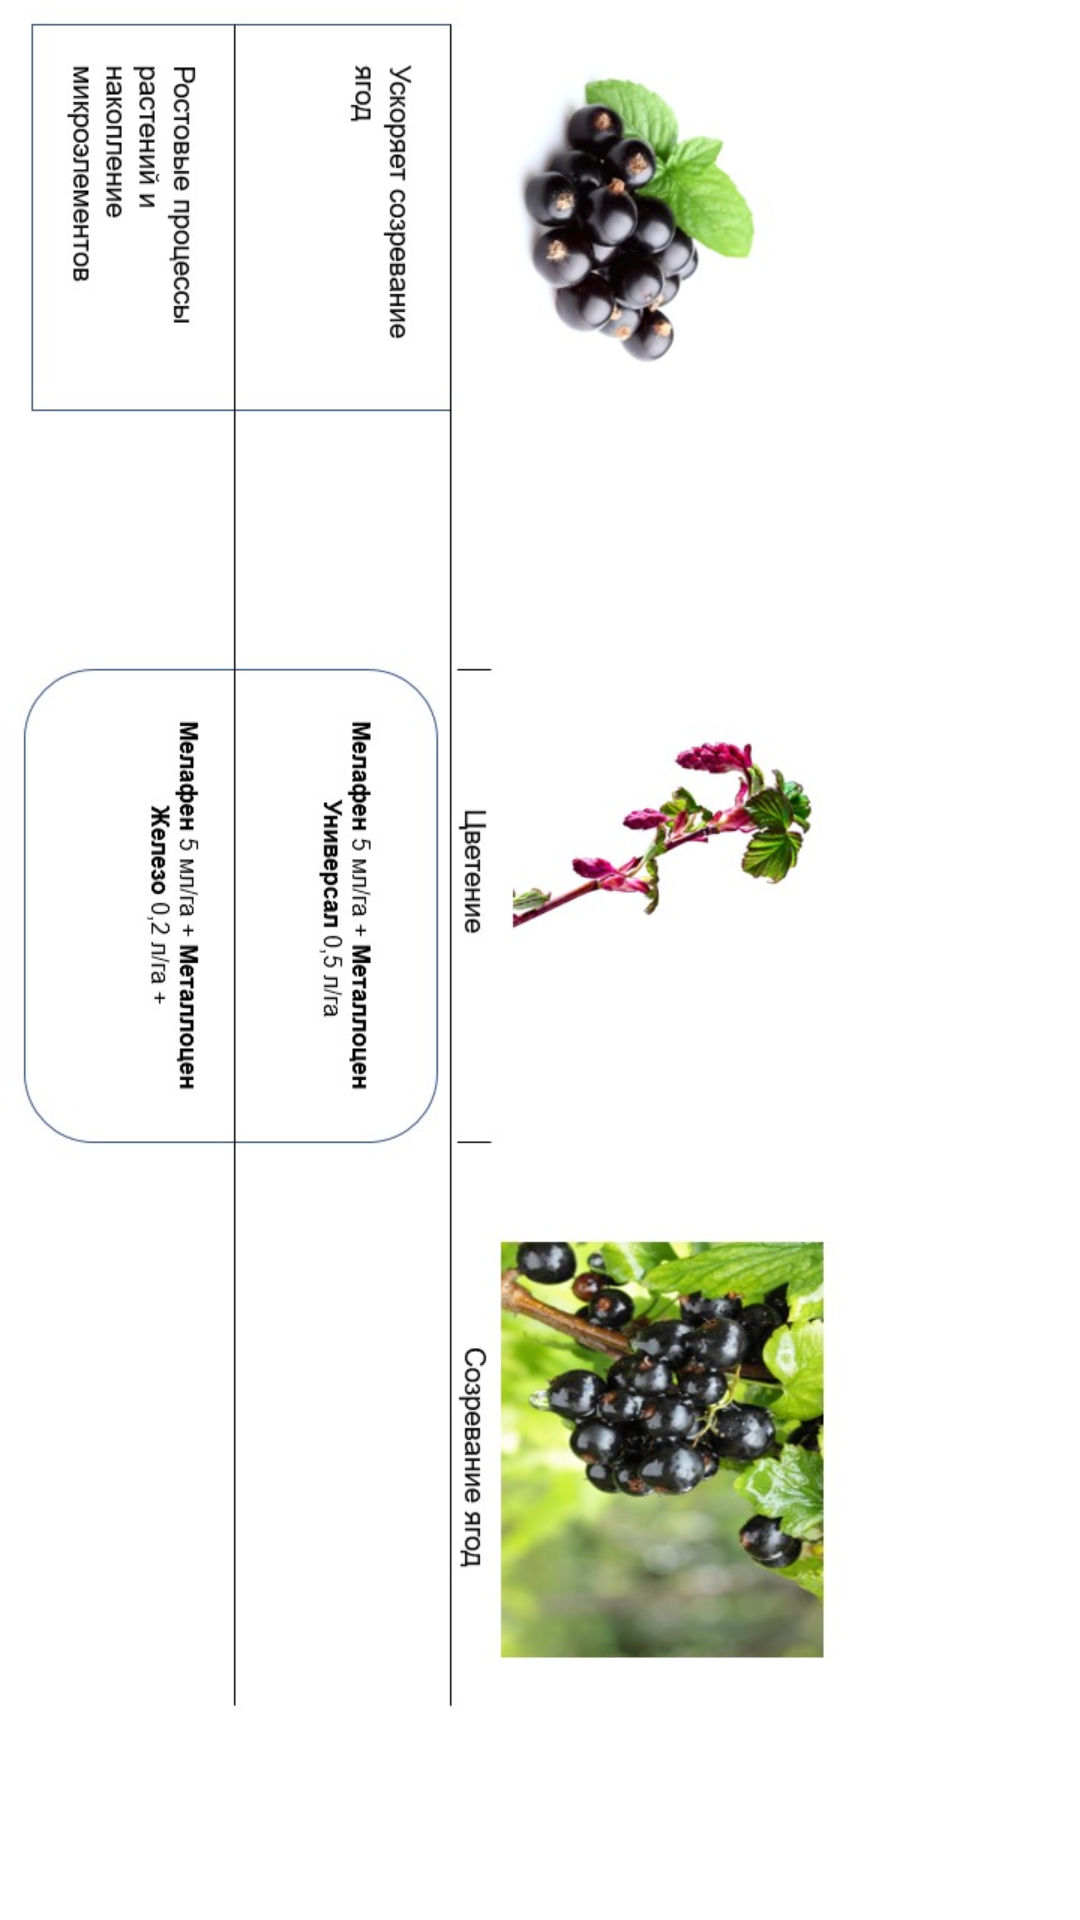 Цветение
Созревание ягод
Ускоряет созревание
ягод
Мелафен 5 мл/га + Металлоцен
Универсал 0,5 л/га
Ростовые процессы
растений и
накопление
микроэлементов
Мелафен 5 мл/га + Металлоцен
Железо 0,2 л/га +